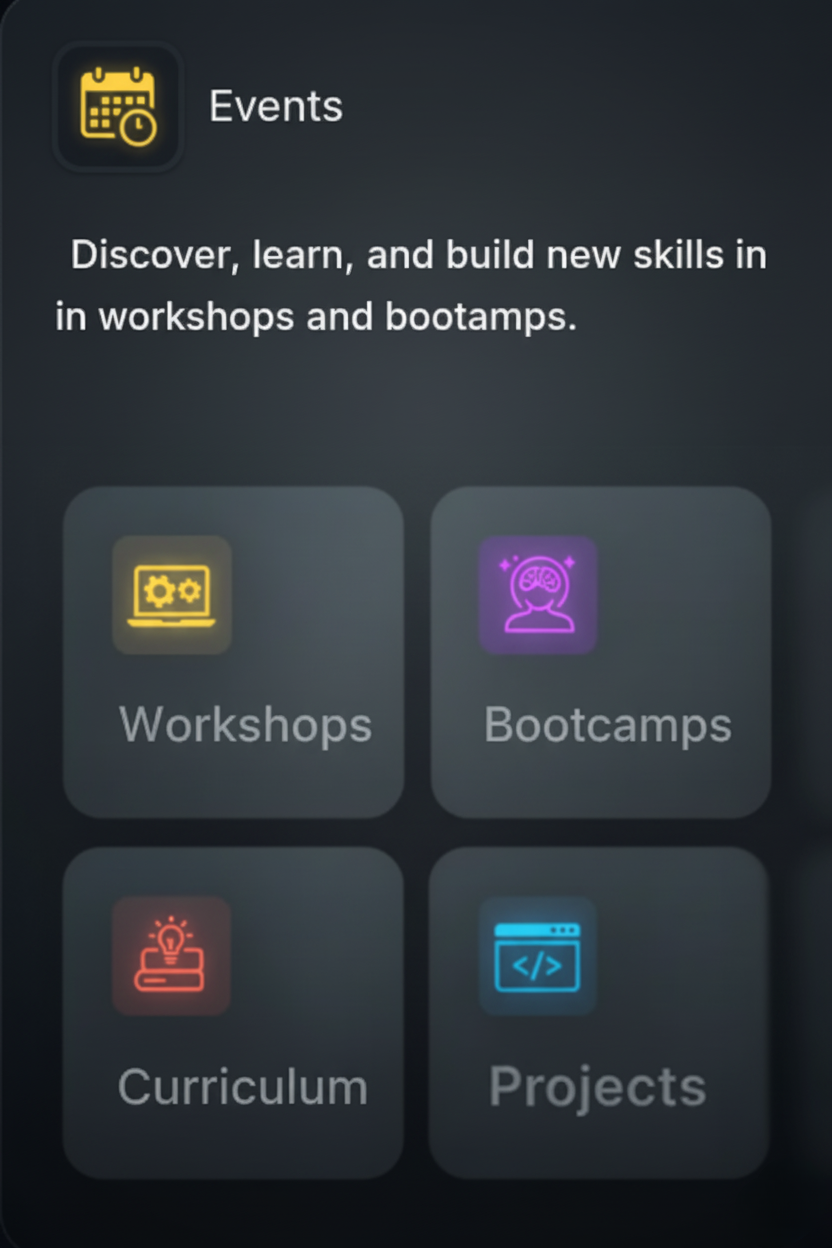 Events
Discover, learn, and build new skills in
in workshops and bootamps.
Workshops
Bootcamps
Curriculum
Projects